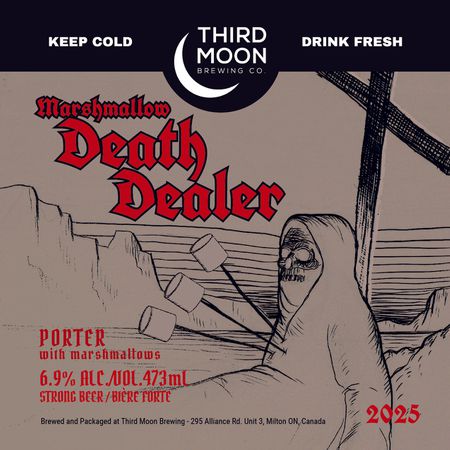 KEEP COLD
THIRD
MOON
BREWING CO.
DRINK FRESH
Marshmallow
Death
Dealer
PORTER
with marshmallows
6.9% ALC./VOL. 473ml
STRONG BEER / BIÈRE FORTE
Brewed and Packaged at Third Moon Brewing - 295 Alliance Rd. Unit 3, Milton ON, Canada
2025